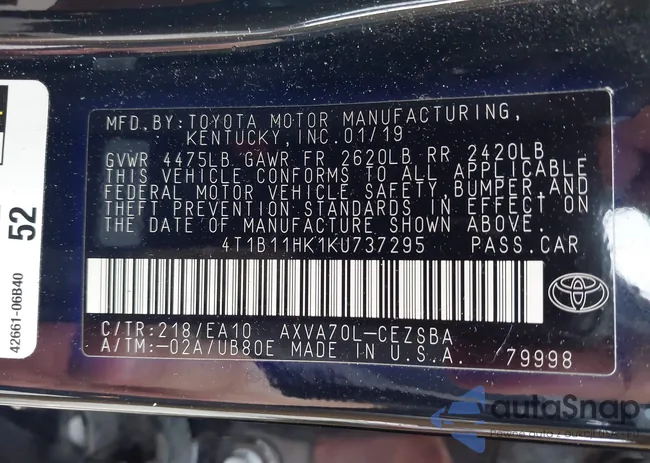 MFD.BY:TOYOTA MOTOR MANUFACTURING,
KENTUCKY,INC.01/19
GVWR 4475LB GAWR FR 2620LB RR 2420LB
THIS VEHICLE CONFORMS TO ALL APPLICABLE
FEDERAL MOTOR VEHICLE SAFETY,BUMPER,AND
THEFT PREVENTION STANDARDS IN EFFECT ON
THE DATE OF MANUFACTURE SHOWN ABOVE.
4T1B11HK1KU737295 PASS.CAR
C/TR:218/EA10 AXVA70L-CEZSBA
A/TM:-02A/UB80E MADE IN U.S.A. 79998
52
42661-06B40
autoSnap